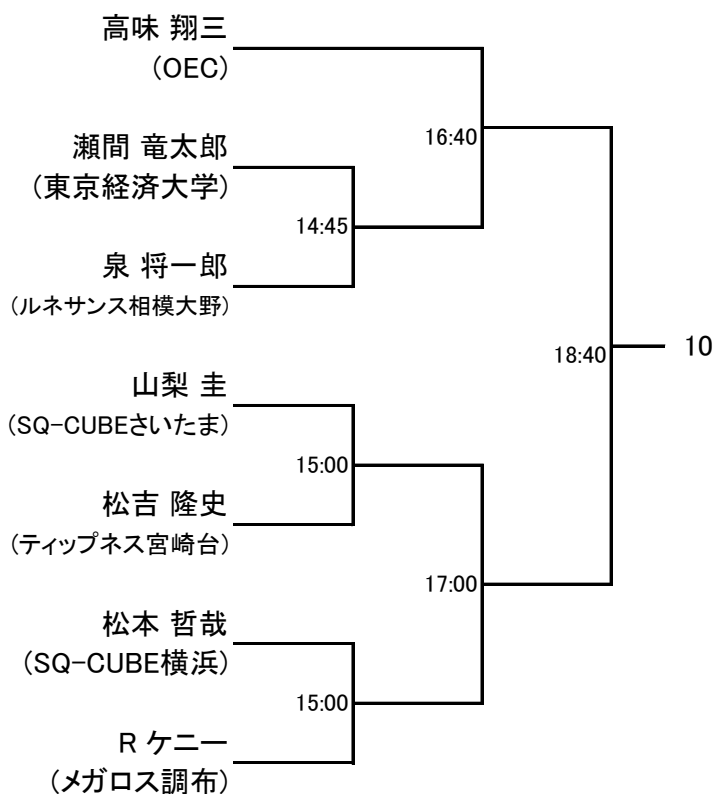 高味 翔三
(OEC)
16:40
瀬間 竜太郎
(東京経済大学)
14:45
泉 将一郎
(ルネサンス相模大野)
18:40
10
山梨 圭
(SQ-CUBEさいたま)
15:00
松吉 隆史
(ティップネス宮崎台)
17:00
松本 哲哉
(SQ-CUBE横浜)
15:00
R ケニー
(メガロス調布)